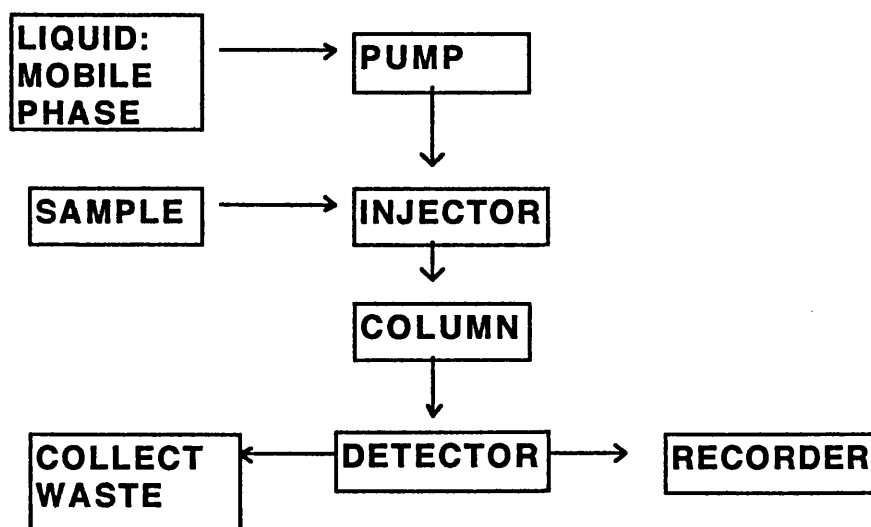 LIQUID:
MOBILE
PHASE
PUMP
SAMPLE
INJECTOR
COLUMN
COLLECT
WASTE
DETECTOR
RECORDER